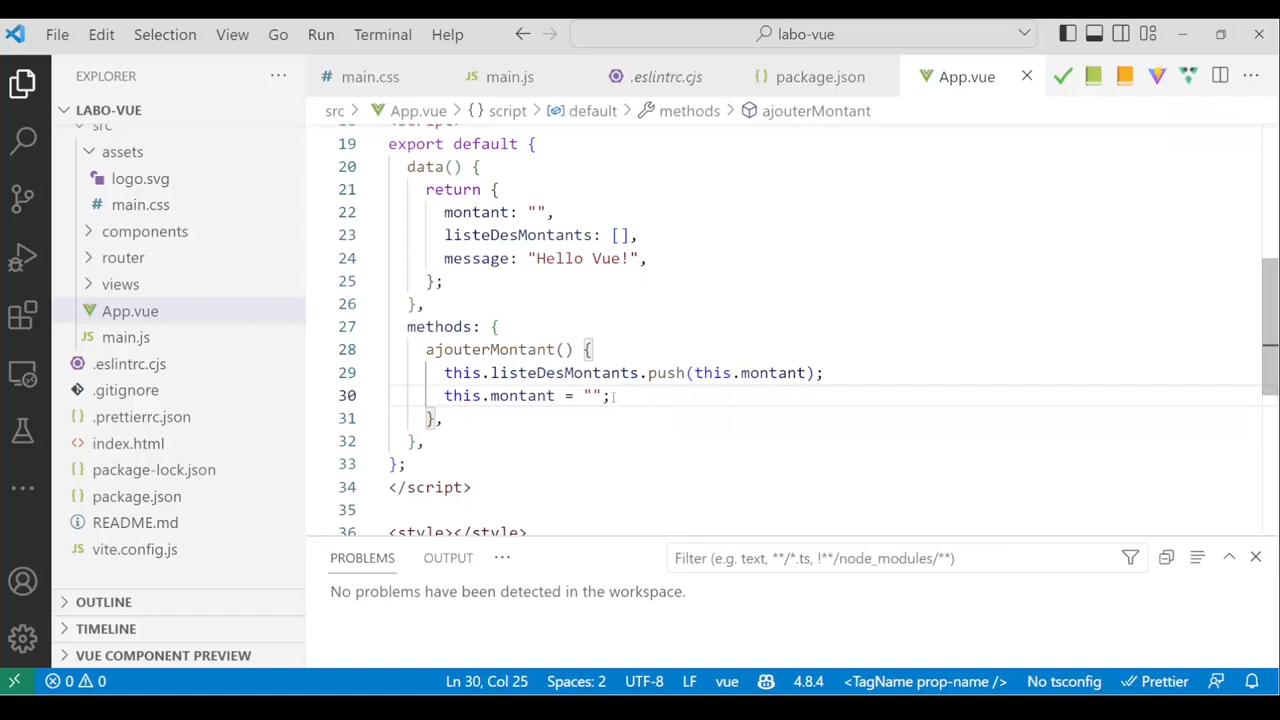 File Edit Selection View Go Run Terminal Help labo-vue
EXPLORER
LABO-VUE
src
assets
logo.svg
# main.css
components
router
views
App.vue
JS main.js
.eslintrc.cjs
.gitignore
{} .prettierrc.cjs
<> index.html
{} package-lock.json
{} package.json
README.md
JS vite.config.js
OUTLINE
TIMELINE
VUE COMPONENT PREVIEW
# main.css JS main.js .eslintrc.cjs {} package.json App.vue
src > App.vue > {} script > default > methods > ajouterMontant
18 <script>
19 export default {
20 data() {
21 return {
22 montant: "",
23 listeDesMontants: [],
24 message: "Hello Vue!",
25 };
26 },
27 methods: {
28 ajouterMontant() {
29 this.listeDesMontants.push(this.montant);
30 this.montant = "";
31 },
32 },
33 };
34 </script>
35
36 <style></style>
PROBLEMS OUTPUT Filter (e.g. text, **/*.ts, !**/node_modules/**)
No problems have been detected in the workspace.
0 0 Ln 30, Col 25 Spaces: 2 UTF-8 LF vue 4.8.4 <TagName prop-name /> No tsconfig Prettier